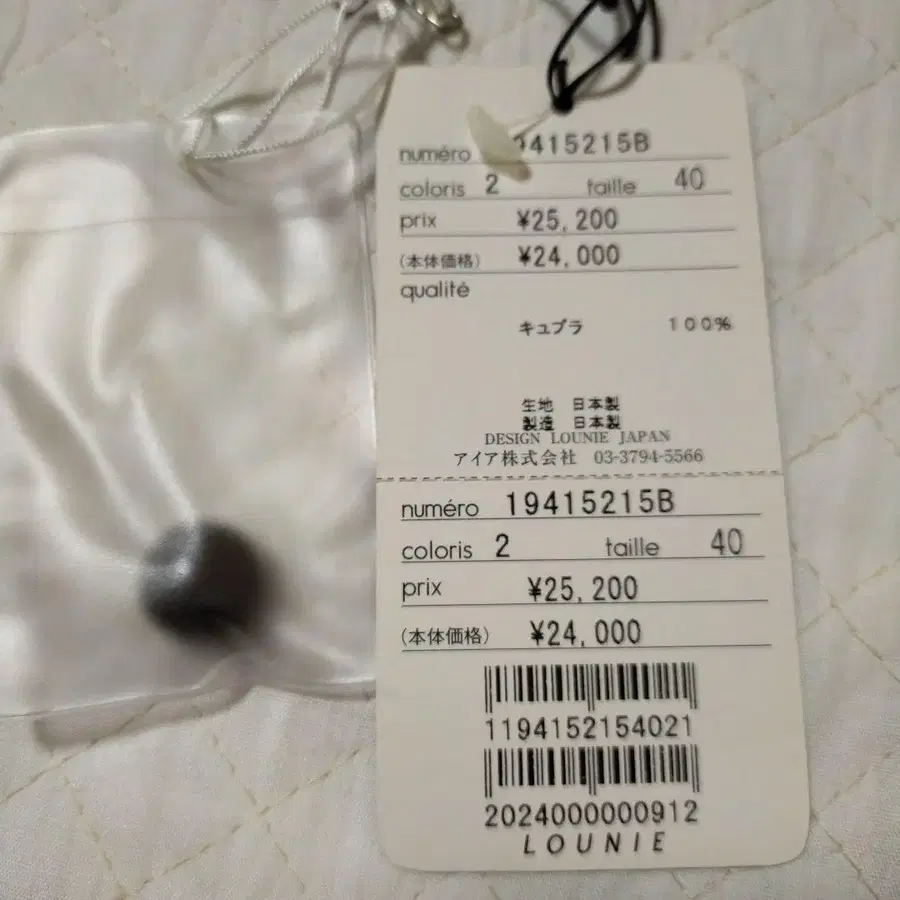 numéro 19415215B
coloris 2 taille 40
prix ¥25,200
(本体価格) ¥24,000
qualité
キュプラ 100%
生地 日本製
製造 日本製
DESIGN LOUNIE JAPAN
アイア株式会社 03-3794-5566
numéro 19415215B
coloris 2 taille 40
prix ¥25,200
(本体価格) ¥24,000
1194152154021
2024000000912
LOUNIE